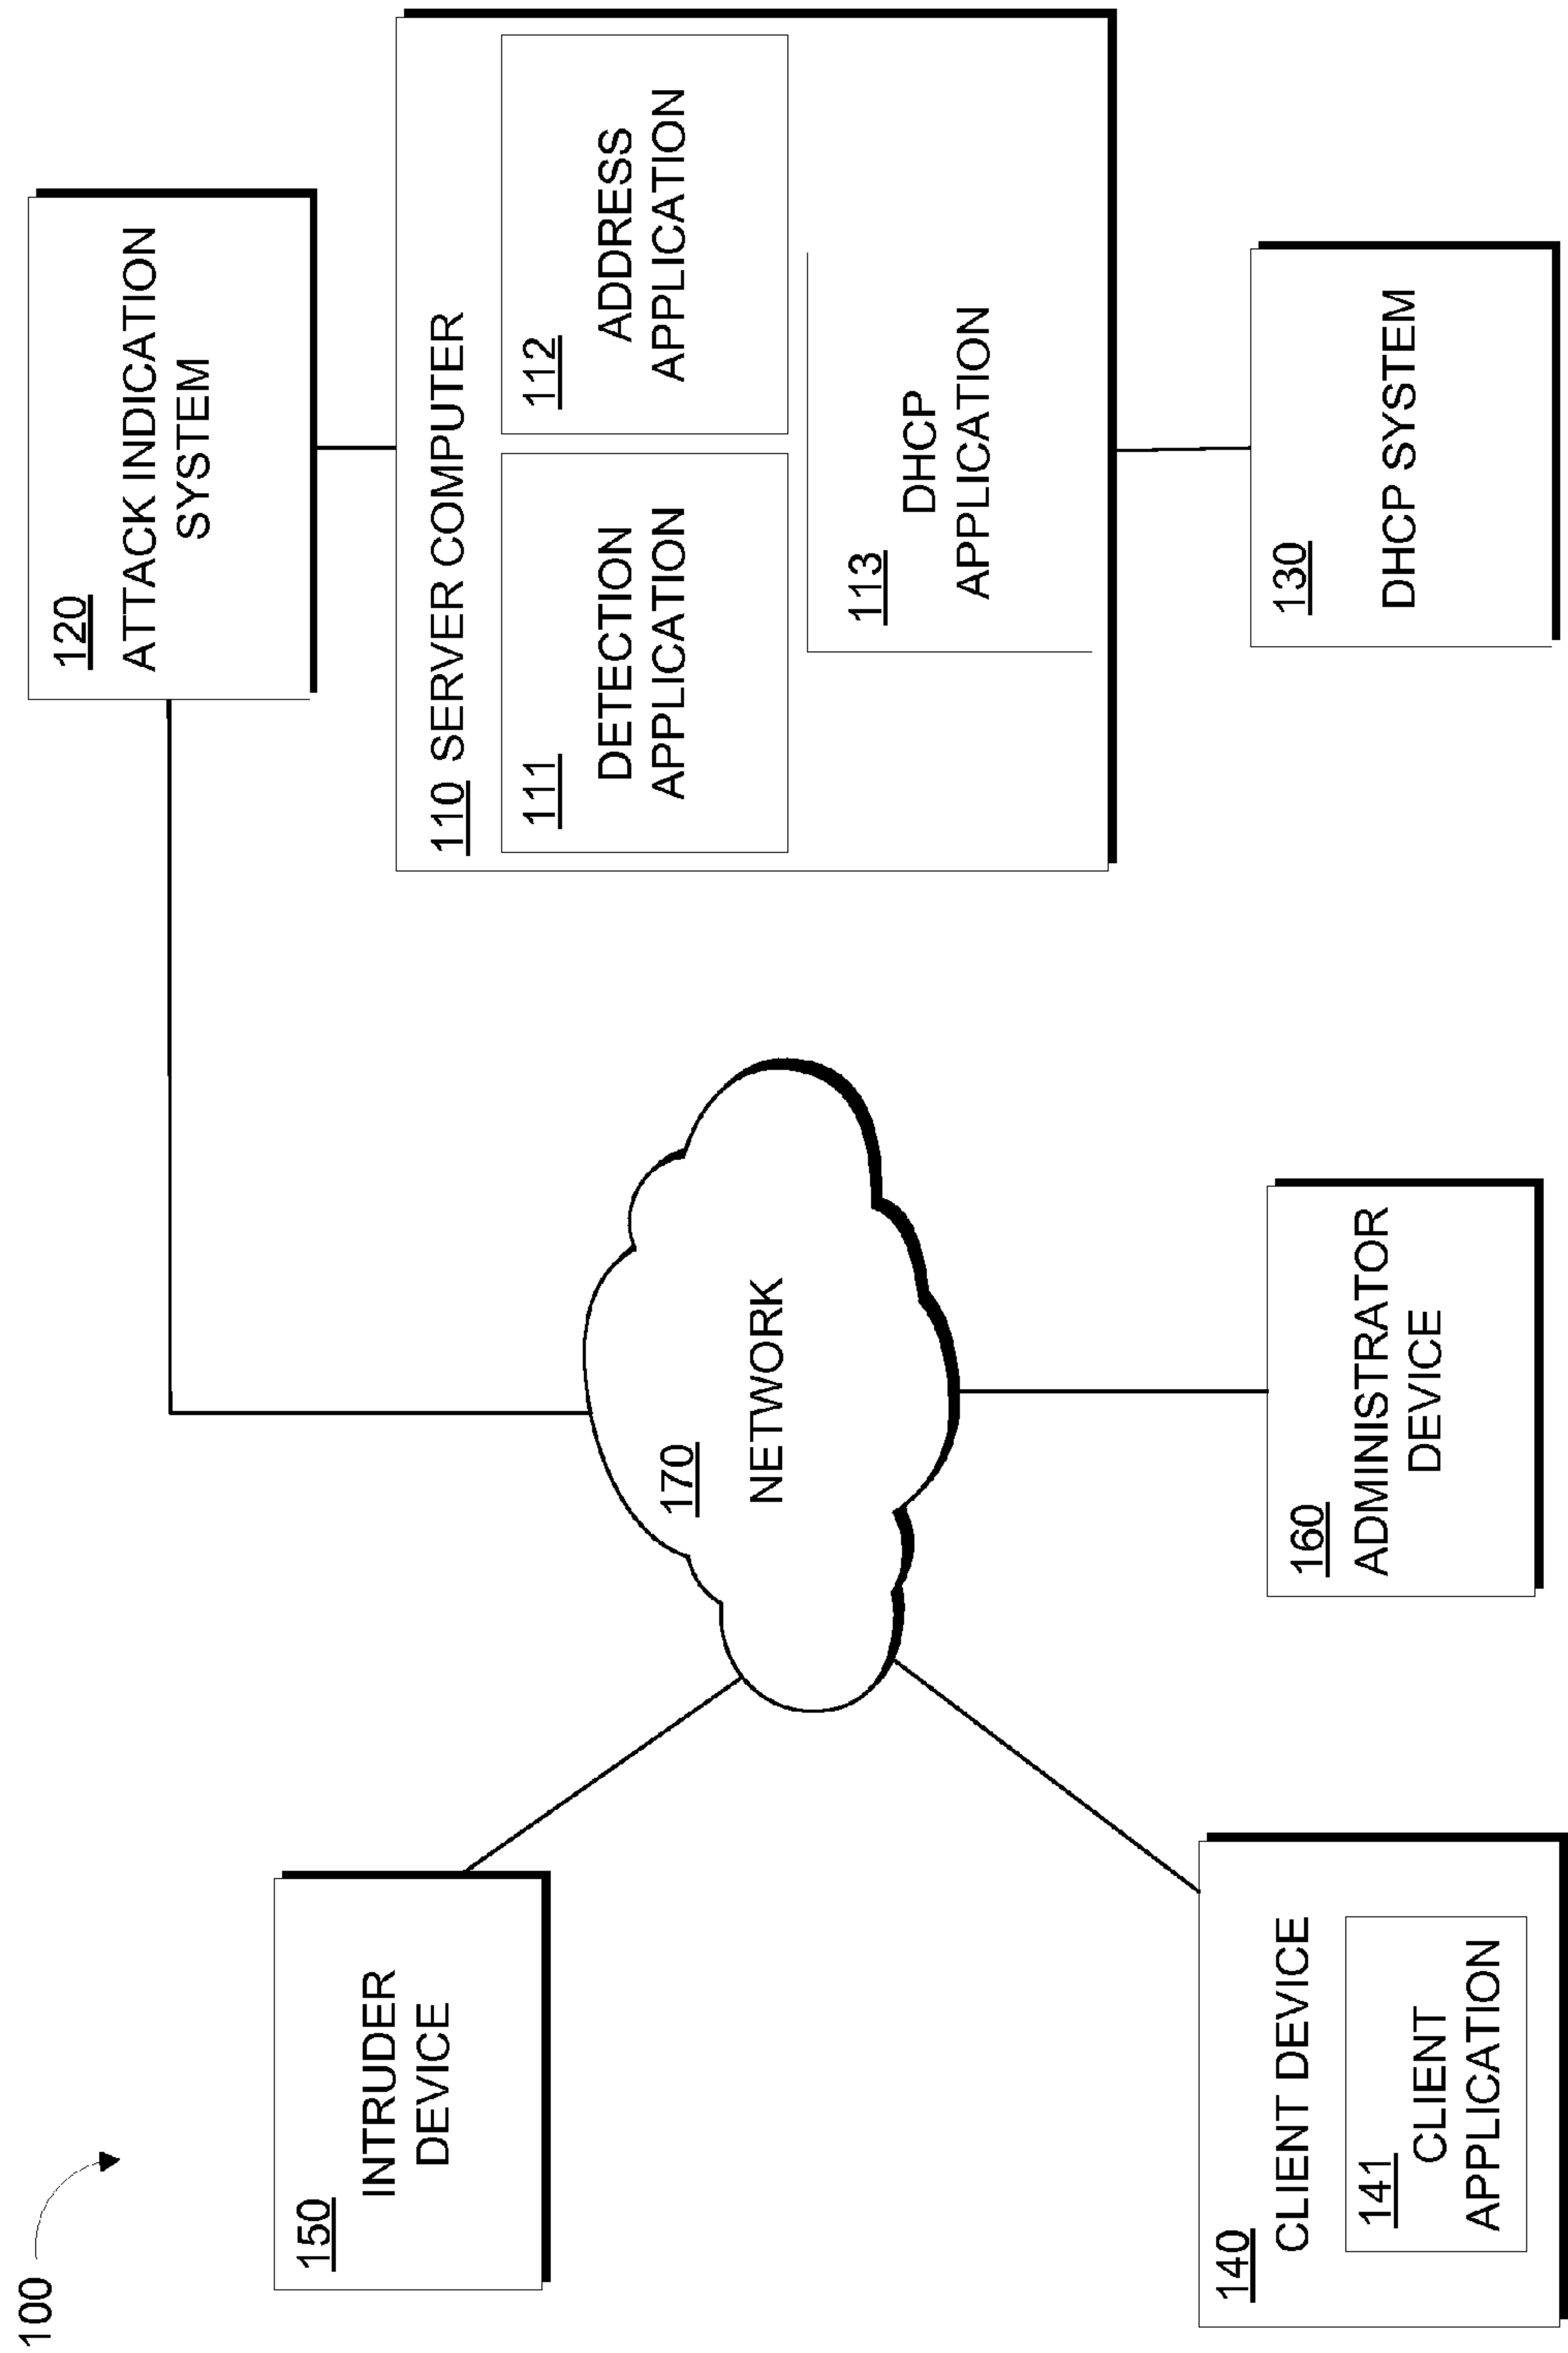 100
150
INTRUDER
DEVICE
140
CLIENT DEVICE
141
CLIENT
APPLICATION
170
NETWORK
160
ADMINISTRATOR
DEVICE
120
ATTACK INDICATION
SYSTEM
110 SERVER COMPUTER
111
DETECTION
APPLICATION
112
ADDRESS
APPLICATION
113
DHCP
APPLICATION
130
DHCP SYSTEM